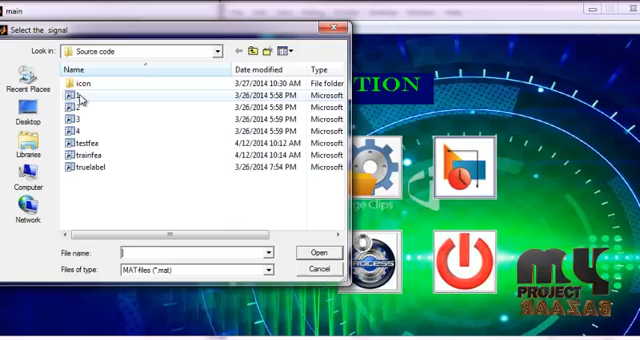 main
Select the signal
Look in: Source code
Name Date modified Type
icon 3/27/2014 10:30 AM File folder
1 3/26/2014 5:58 PM Microsoft
2 3/26/2014 5:58 PM Microsoft
3 3/26/2014 5:59 PM Microsoft
4 3/26/2014 5:59 PM Microsoft
testfea 4/12/2014 10:12 AM Microsoft
trainfea 4/12/2014 10:14 AM Microsoft
truelabel 3/26/2014 7:54 PM Microsoft
Recent Places
Desktop
Libraries
Computer
Network
File name: Open
Files of type: MAT-files (*.mat) Cancel
TION
ge Clips
PROCESS
my
PROJECT
BAZAAR